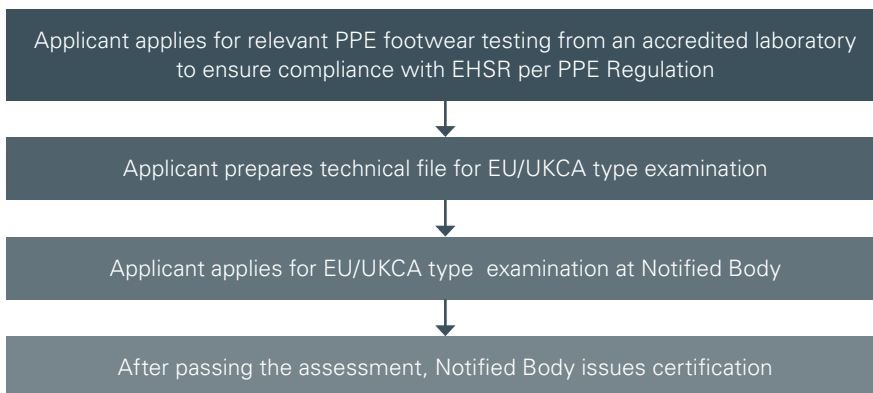 Applicant applies for relevant PPE footwear testing from an accredited laboratory
to ensure compliance with EHSR per PPE Regulation
Applicant prepares technical file for EU/UKCA type examination
Applicant applies for EU/UKCA type examination at Notified Body
After passing the assessment, Notified Body issues certification